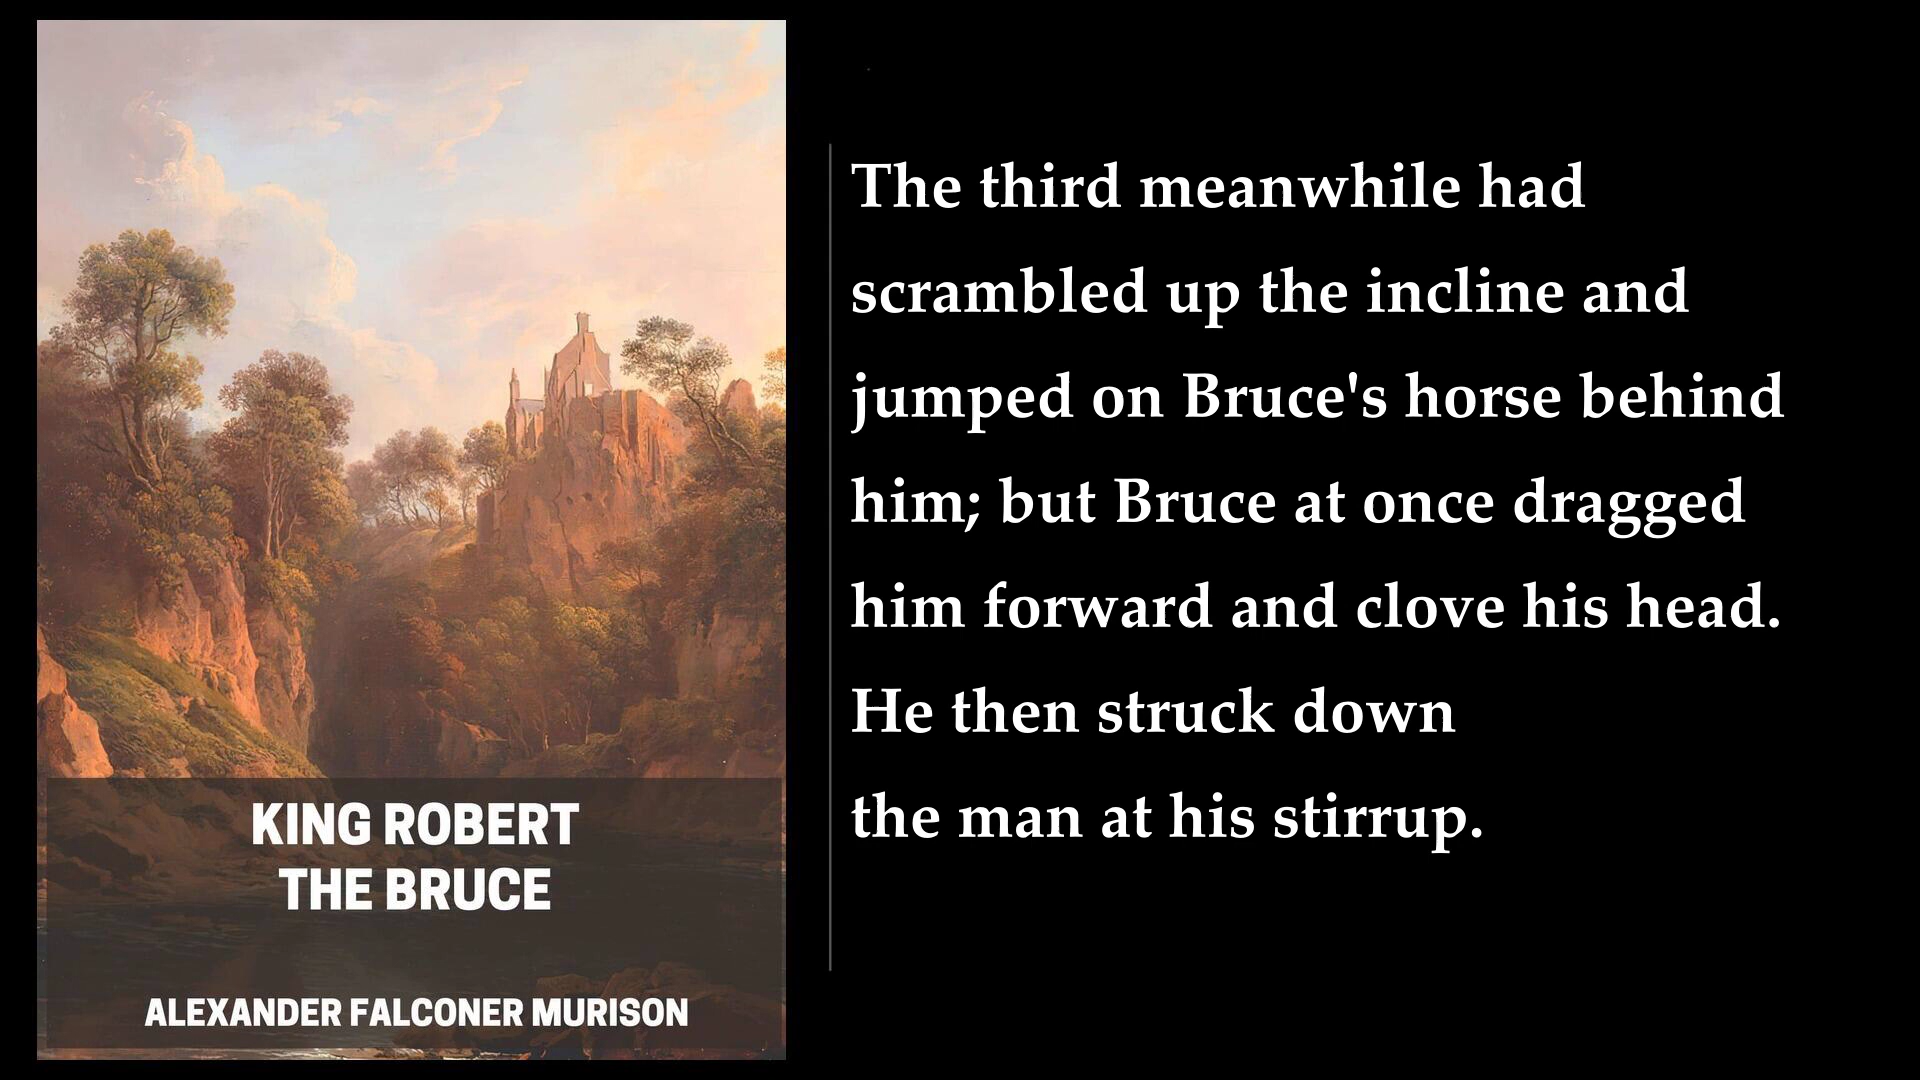 KING ROBERT
THE BRUCE
ALEXANDER FALCONER MURISON
The third meanwhile had
scrambled up the incline and
jumped on Bruce's horse behind
him; but Bruce at once dragged
him forward and clove his head.
He then struck down
the man at his stirrup.